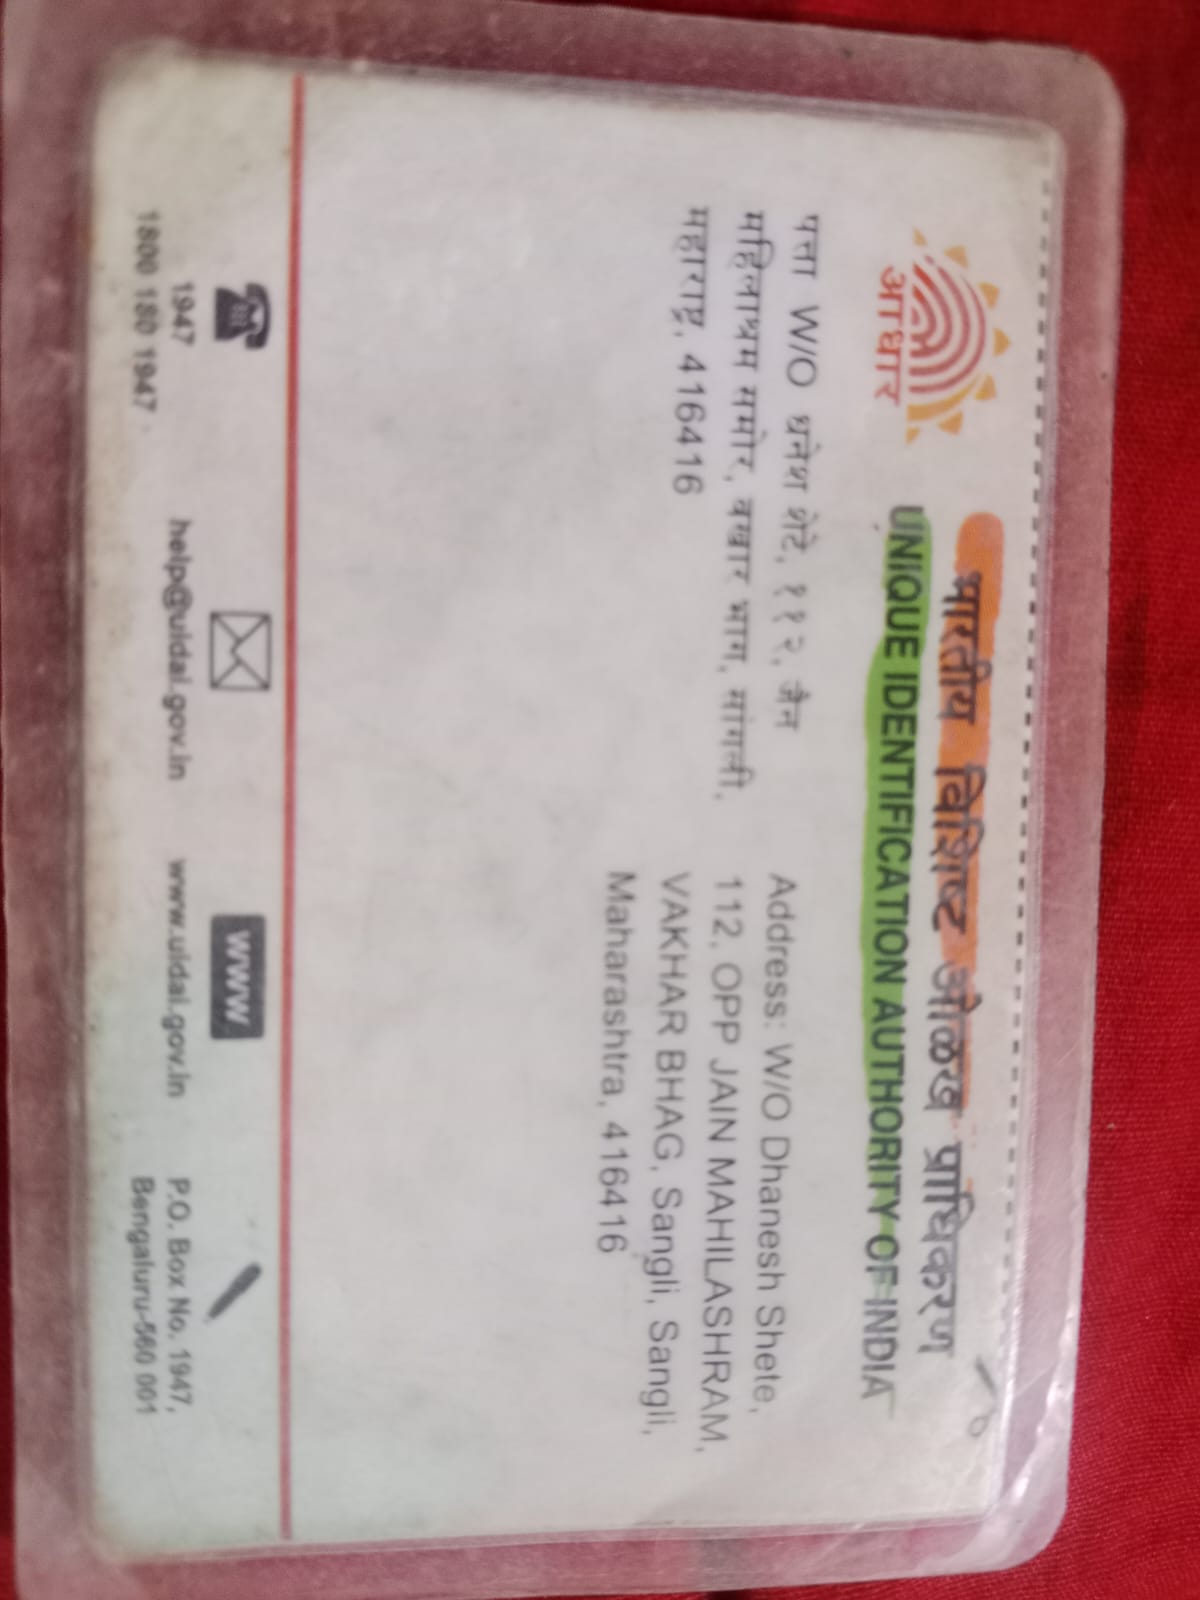 भारतीय विशिष्ट ओळख प्राधिकरण
UNIQUE IDENTIFICATION AUTHORITY OF INDIA
आधार
पत्ता W/O धनेश शेटे, ११२, जैन
महिलाश्रम समोर, वखार भाग, सांगली,
महाराष्ट्र, 416416
Address: W/O Dhanesh Shete,
112, OPP JAIN MAHILASHRAM,
VAKHAR BHAG, Sangli, Sangli,
Maharashtra, 416416
1947
1800 180 1947
help@uidai.gov.in
WWW
www.uidai.gov.in
P.O. Box No. 1947,
Bengaluru-560 001